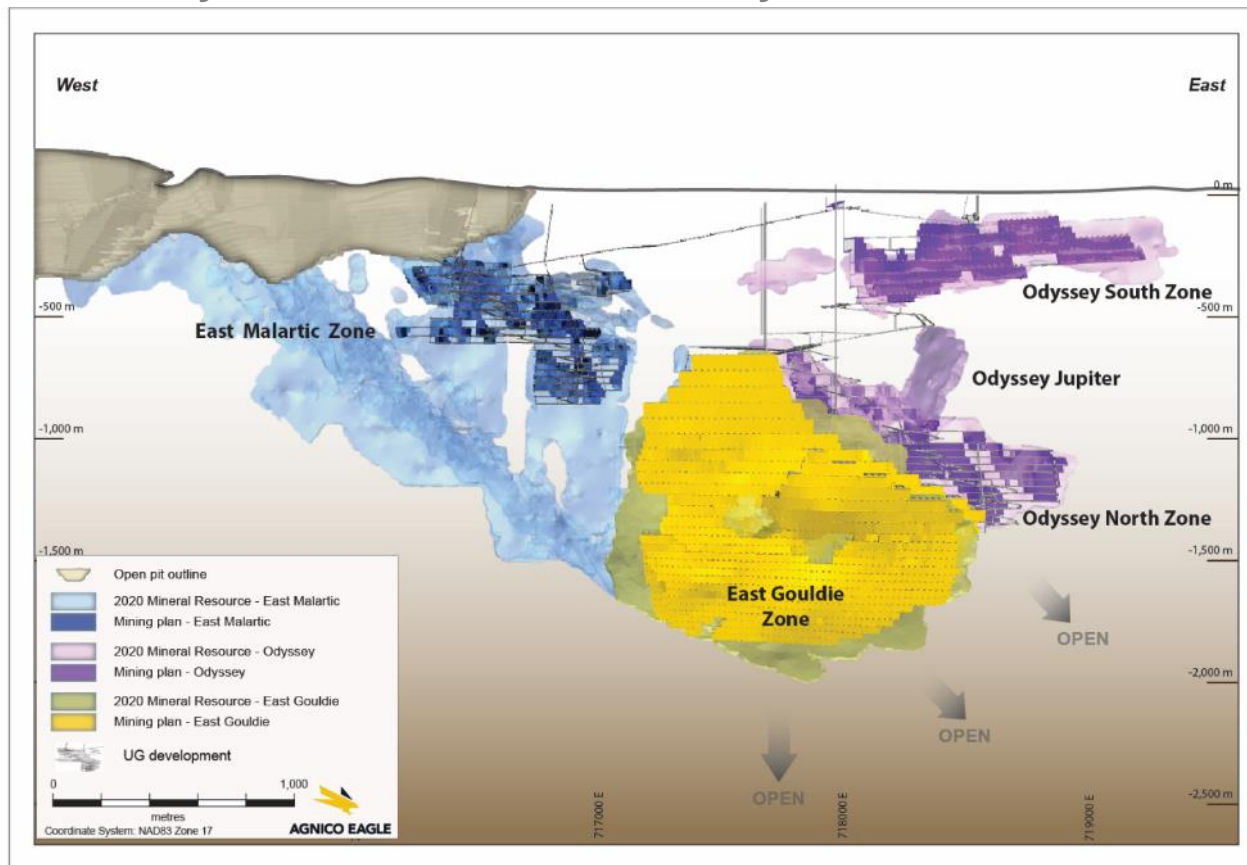 West
East
0 m
-500 m
-500 m
East Malartic Zone
Odyssey South Zone
Odyssey Jupiter
-1,000 m
-1,000 m
Odyssey North Zone
-1,500 m
-1,500 m
East Gouldie
Zone
OPEN
OPEN
OPEN
-2,000 m
-2,500 m
717000 E
718000 E
719000 E
Open pit outline
2020 Mineral Resource - East Malartic
Mining plan - East Malartic
2020 Mineral Resource - Odyssey
Mining plan - Odyssey
2020 Mineral Resource - East Gouldie
Mining plan - East Gouldie
UG development
0 1,000
metres
Coordinate System: NAD83 Zone 17
AGNICO EAGLE